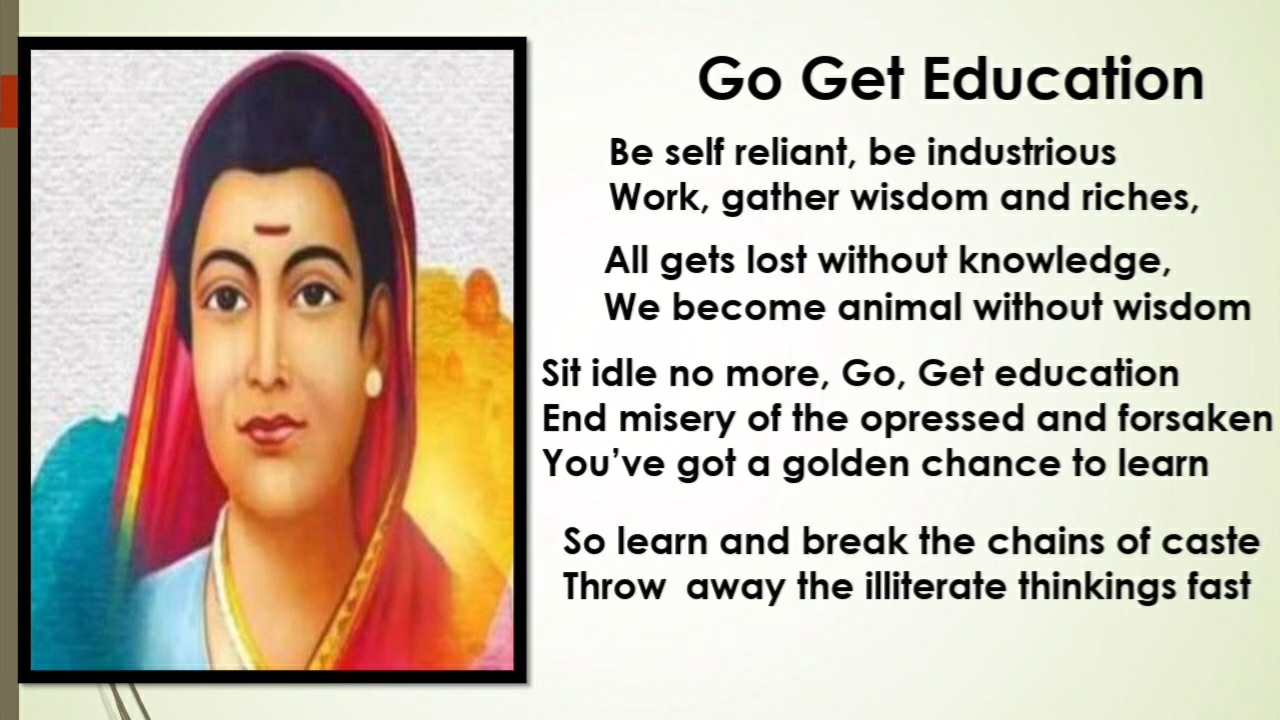 Go Get Education
Be self reliant, be industrious
Work, gather wisdom and riches,
All gets lost without knowledge,
We become animal without wisdom
Sit idle no more, Go, Get education
End misery of the opressed and forsaken
You’ve got a golden chance to learn
So learn and break the chains of caste
Throw  away the illiterate thinkings fast